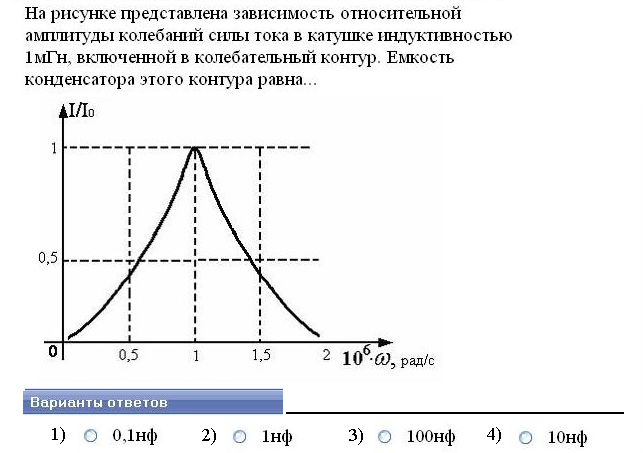 На рисунке представлена зависимость относительной
амплитуды колебаний силы тока в катушке индуктивностью
1мГн, включенной в колебательный контур. Емкость
конденсатора этого контура равна...
I/I₀
1
0,5
0 0,5 1 1,5 2 10⁶·ω, рад/с
Варианты ответов
1) 0,1нф 2) 1нф 3) 100нф 4) 10нф